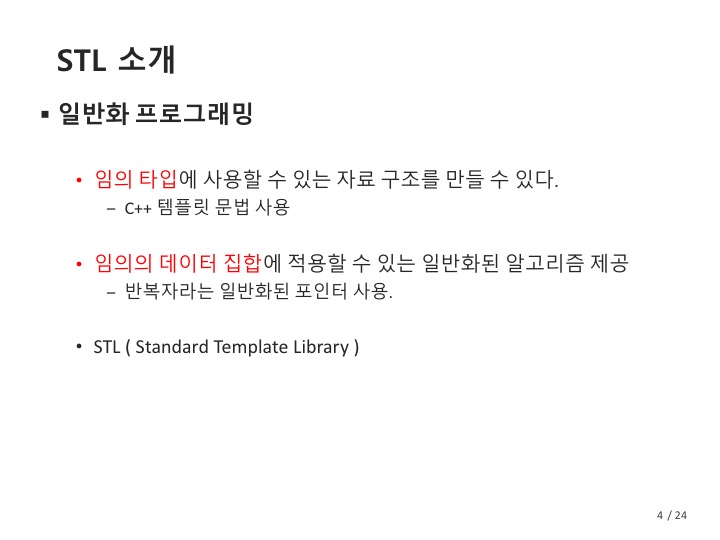 STL 소개
▪ 일반화 프로그래밍
• 임의 타입에 사용할 수 있는 자료 구조를 만들 수 있다.
– C++ 템플릿 문법 사용
• 임의의 데이터 집합에 적용할 수 있는 일반화된 알고리즘 제공
– 반복자라는 일반화된 포인터 사용.
• STL ( Standard Template Library )
4 / 24